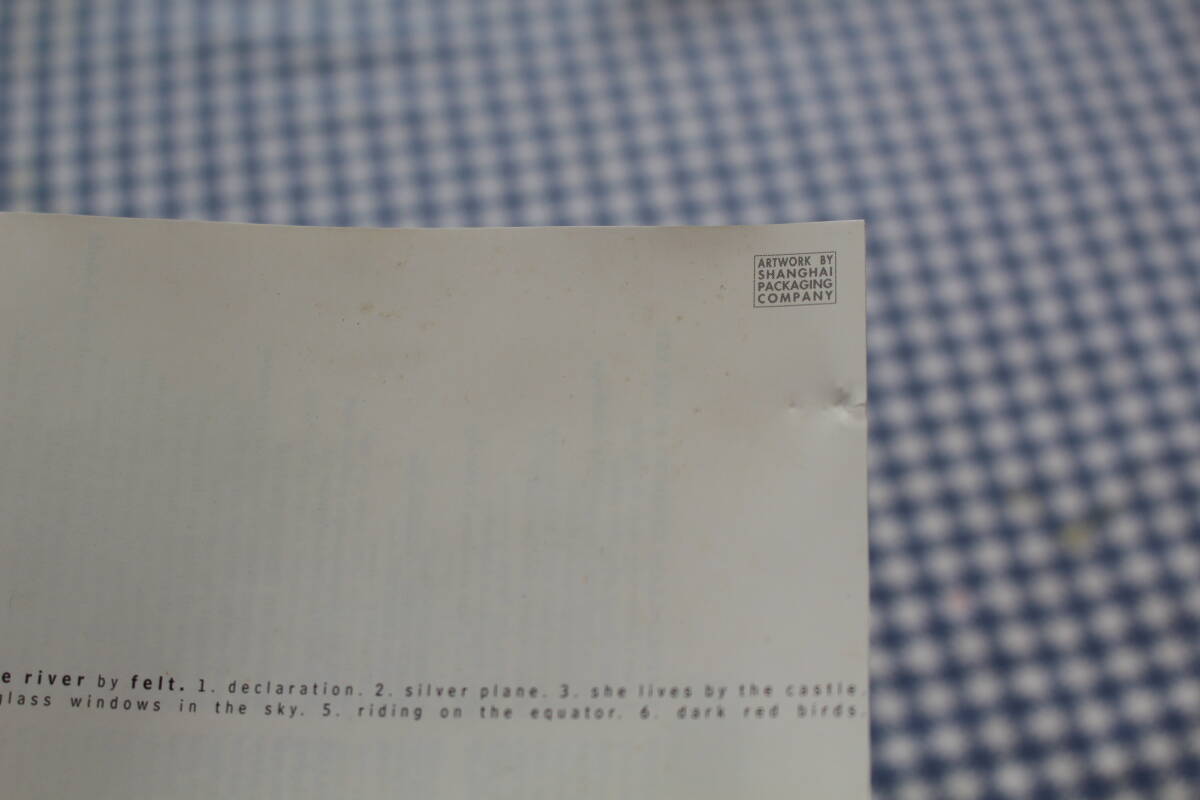 ARTWORK BY
SHANGHAI
PACKAGING
COMPANY
e river by felt. 1. declaration. 2. silver plane. 3. she lives by the castle.
glass windows in the sky. 5. riding on the equator. 6. dark red birds.